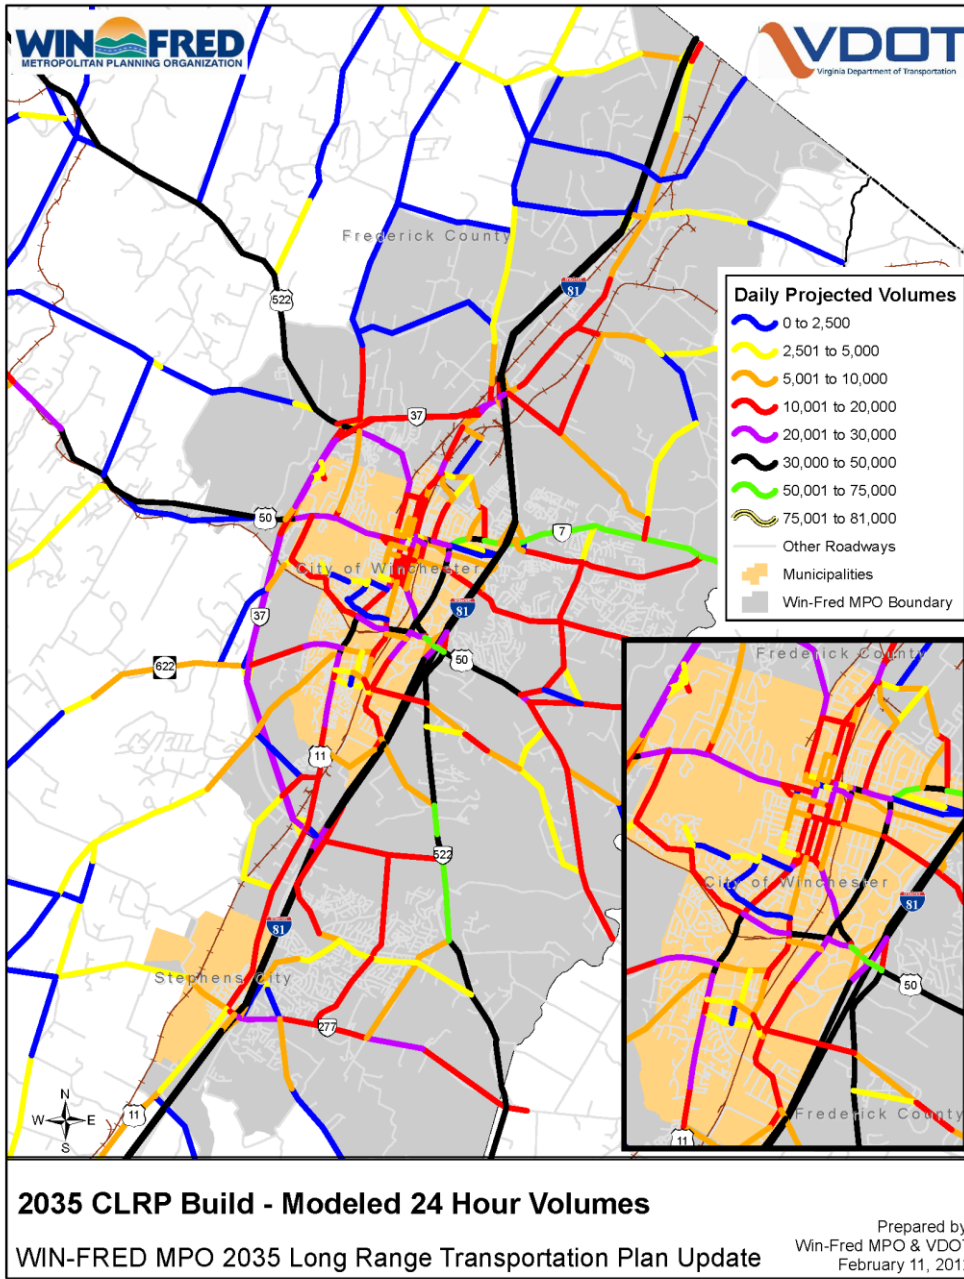 WIN FRED
METROPOLITAN PLANNING ORGANIZATION
VDOT
Virginia Department of Transportation
Frederick County
522
81
37
50
7
City of Winchester
37
81
50
622
11
522
81
Stephens City
277
11
N
W E
S
Daily Projected Volumes
0 to 2,500
2,501 to 5,000
5,001 to 10,000
10,001 to 20,000
20,001 to 30,000
30,000 to 50,000
50,001 to 75,000
75,001 to 81,000
Other Roadways
Municipalities
Win-Fred MPO Boundary
Frederick County
City of Winchester
81
50
Frederick County
11
2035 CLRP Build - Modeled 24 Hour Volumes
WIN-FRED MPO 2035 Long Range Transportation Plan Update
Prepared by
Win-Fred MPO & VDOT
February 11, 201